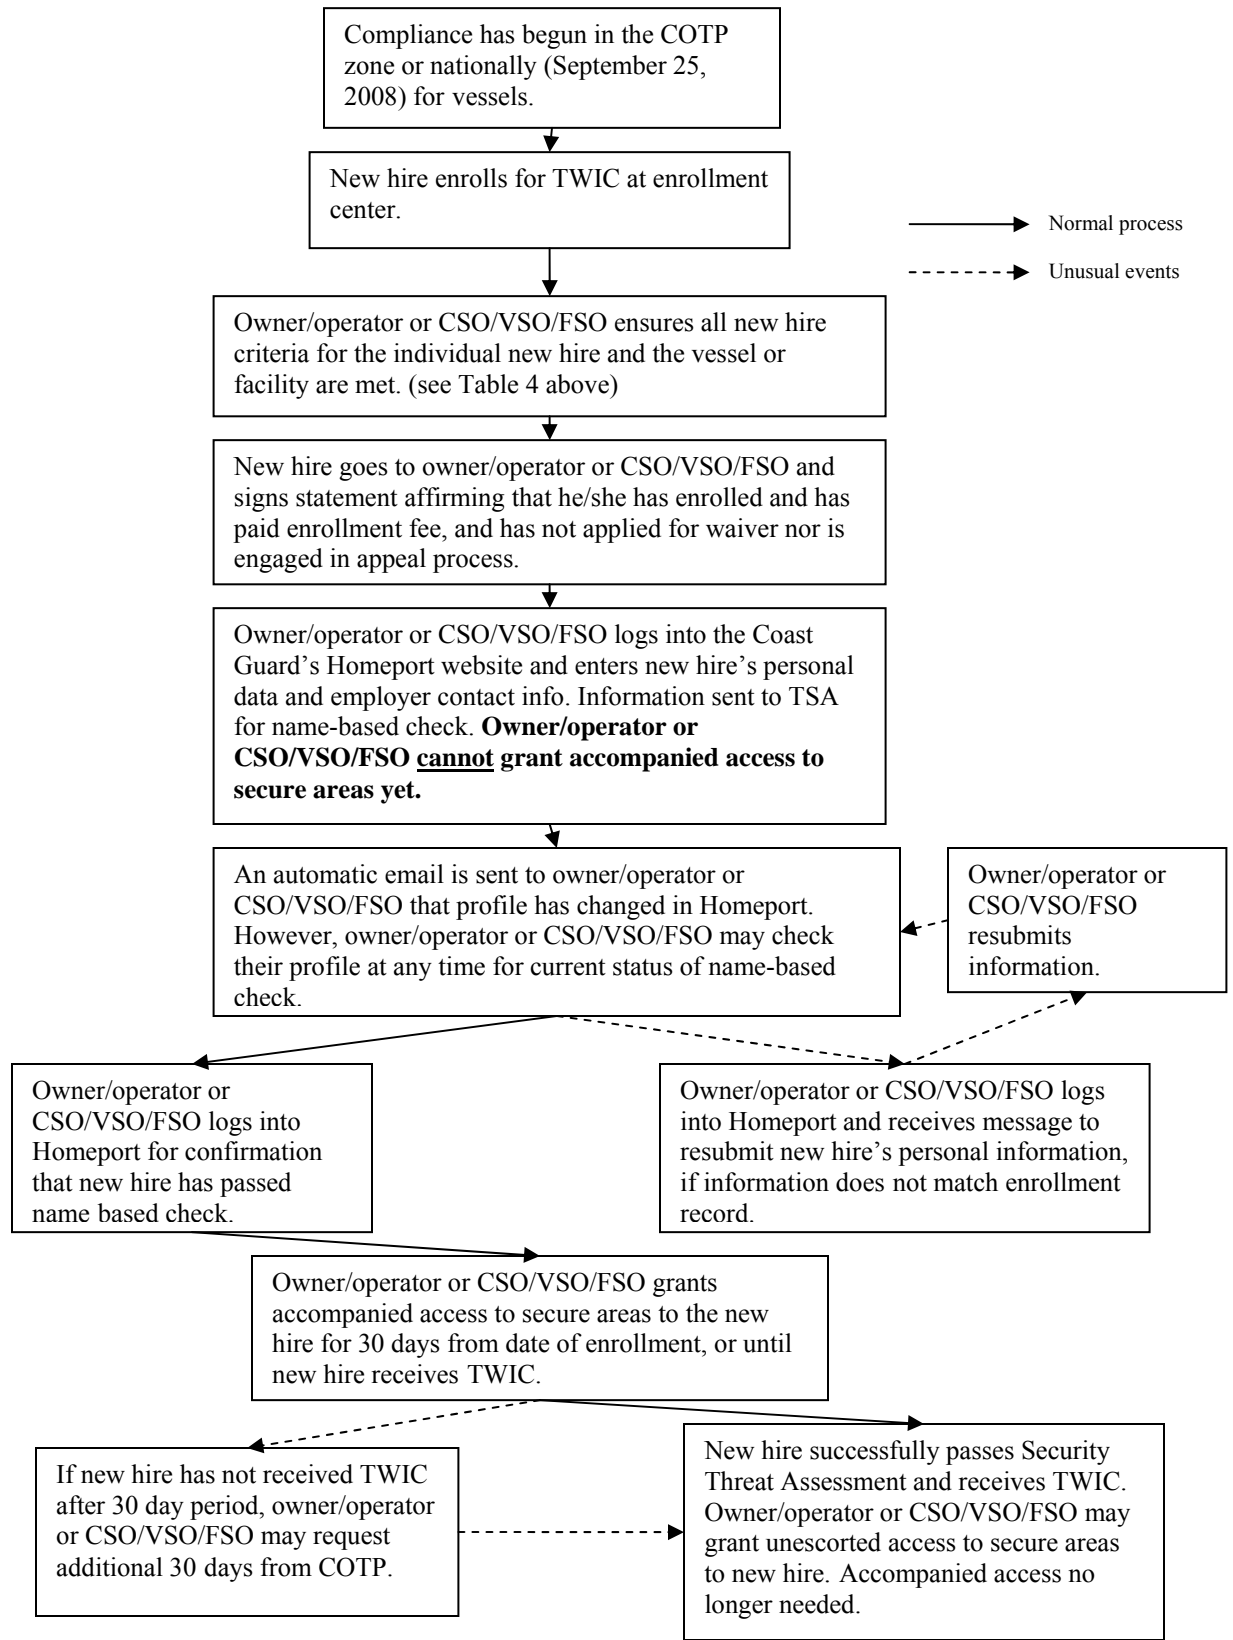 Compliance has begun in the COTP
zone or nationally (September 25,
2008) for vessels.
New hire enrolls for TWIC at enrollment
center.
Normal process
Unusual events
Owner/operator or CSO/VSO/FSO ensures all new hire
criteria for the individual new hire and the vessel or
facility are met. (see Table 4 above)
New hire goes to owner/operator or CSO/VSO/FSO and
signs statement affirming that he/she has enrolled and has
paid enrollment fee, and has not applied for waiver nor is
engaged in appeal process.
Owner/operator or CSO/VSO/FSO logs into the Coast
Guard’s Homeport website and enters new hire’s personal
data and employer contact info. Information sent to TSA
for name-based check. Owner/operator or
CSO/VSO/FSO cannot grant accompanied access to
secure areas yet.
An automatic email is sent to owner/operator or
CSO/VSO/FSO that profile has changed in Homeport.
However, owner/operator or CSO/VSO/FSO may check
their profile at any time for current status of name-based
check.
Owner/operator or
CSO/VSO/FSO
resubmits
information.
Owner/operator or
CSO/VSO/FSO logs into
Homeport for confirmation
that new hire has passed
name based check.
Owner/operator or CSO/VSO/FSO logs
into Homeport and receives message to
resubmit new hire’s personal information,
if information does not match enrollment
record.
Owner/operator or CSO/VSO/FSO grants
accompanied access to secure areas to the new
hire for 30 days from date of enrollment, or until
new hire receives TWIC.
If new hire has not received TWIC
after 30 day period, owner/operator
or CSO/VSO/FSO may request
additional 30 days from COTP.
New hire successfully passes Security
Threat Assessment and receives TWIC.
Owner/operator or CSO/VSO/FSO may
grant unescorted access to secure areas
to new hire. Accompanied access no
longer needed.